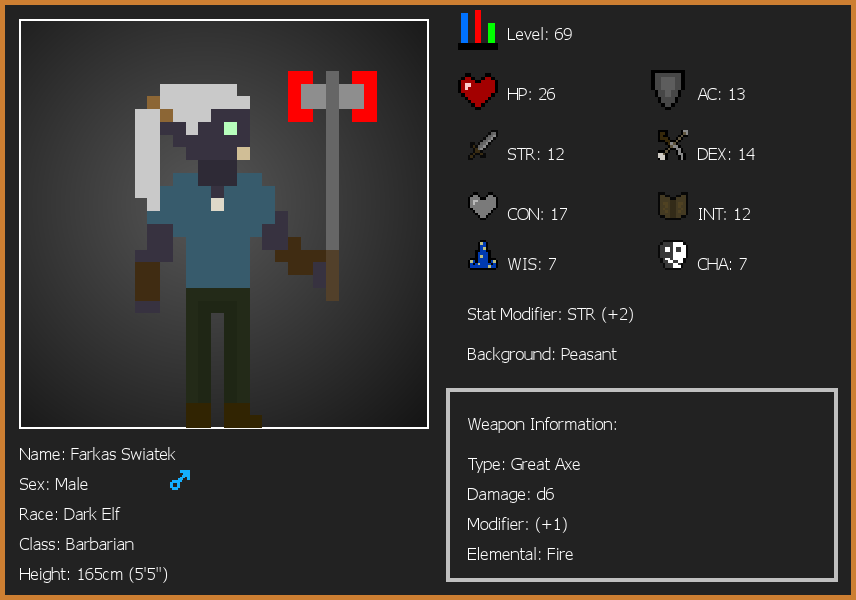 Level: 69
HP: 26
AC: 13
STR: 12
DEX: 14
CON: 17
INT: 12
WIS: 7
CHA: 7
Stat Modifier: STR (+2)
Background: Peasant
Weapon Information:
Type: Great Axe
Damage: d6
Modifier: (+1)
Elemental: Fire
Name: Farkas Swiatek
Sex: Male
Race: Dark Elf
Class: Barbarian
Height: 165cm (5'5")